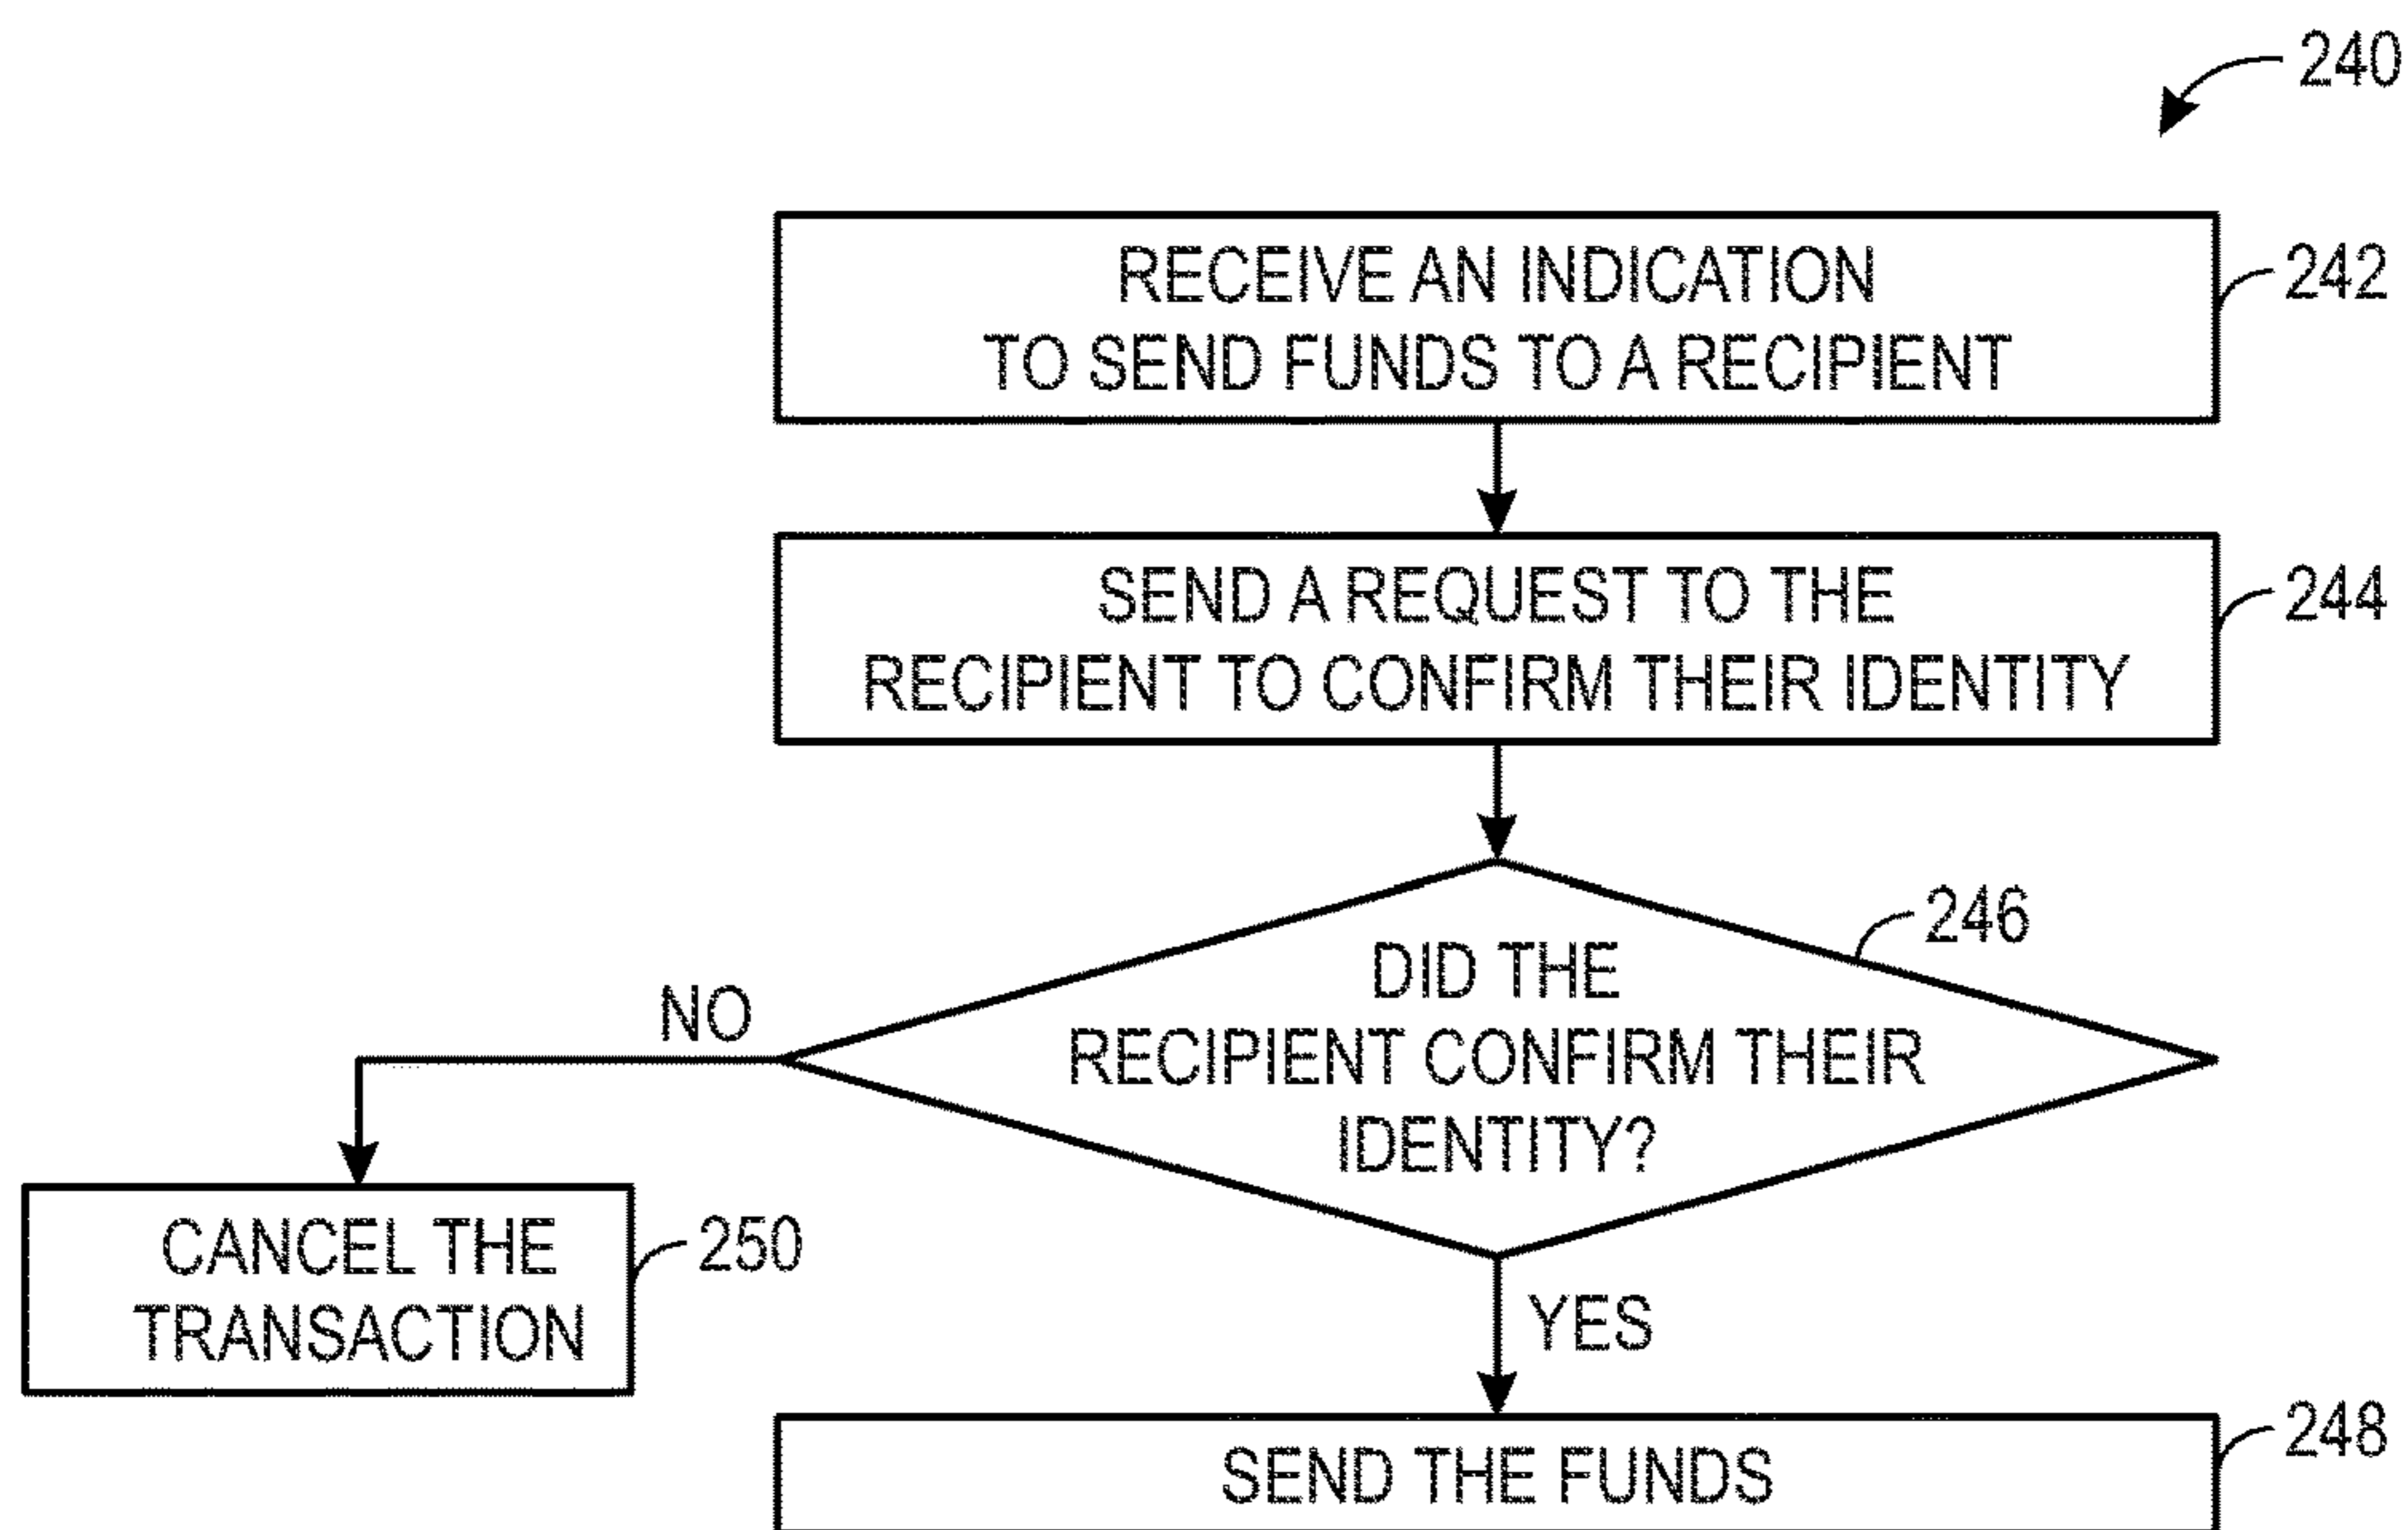 240
RECEIVE AN INDICATION
TO SEND FUNDS TO A RECIPIENT
242
SEND A REQUEST TO THE
RECIPIENT TO CONFIRM THEIR IDENTITY
244
246
DID THE
RECIPIENT CONFIRM THEIR
IDENTITY?
NO
YES
CANCEL THE
TRANSACTION
250
SEND THE FUNDS
248